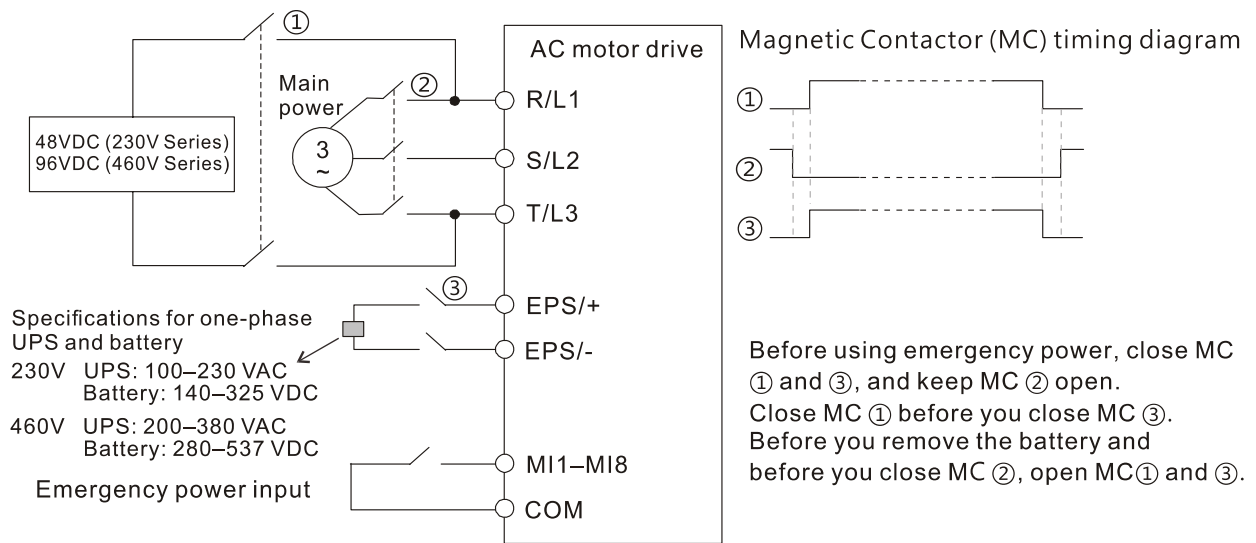 ①
AC motor drive
Magnetic Contactor (MC) timing diagram
Main
power
②
R/L1
48VDC (230V Series)
96VDC (460V Series)
3
~
S/L2
T/L3
①
②
③
③
EPS/+
EPS/-
Specifications for one-phase
UPS and battery
230V UPS: 100–230 VAC
Battery: 140–325 VDC
460V UPS: 200–380 VAC
Battery: 280–537 VDC
Emergency power input
MI1–MI8
COM
Before using emergency power, close MC
① and ③, and keep MC ② open.
Close MC ① before you close MC ③.
Before you remove the battery and
before you close MC ②, open MC① and ③.